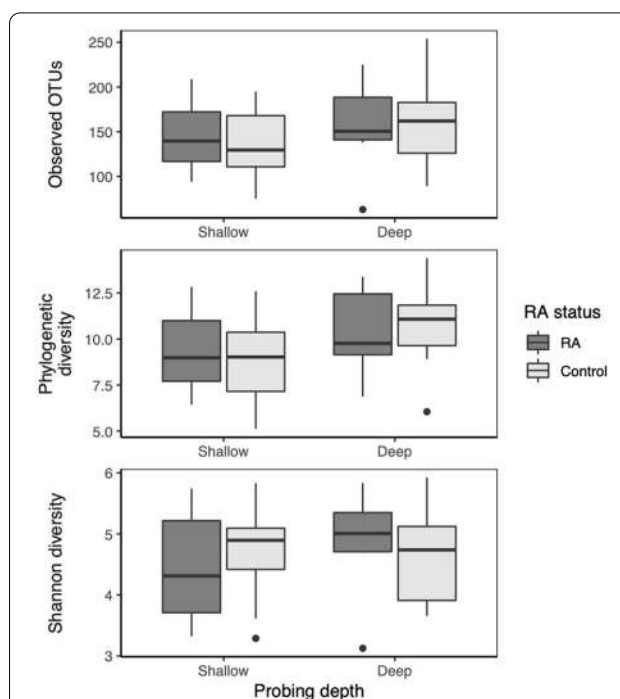 Observed OTUs
250
200
150
100
Shallow
Deep
Phylogenetic
diversity
12.5
10.0
7.5
5.0
Shallow
Deep
RA status
RA
Control
Shannon diversity
6
5
4
3
Shallow
Deep
Probing depth